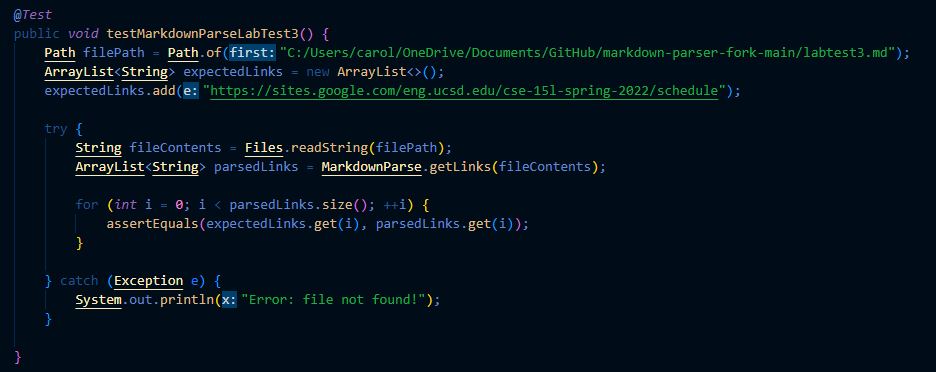 @Test
public void testMarkdownParseLabTest3() {
    Path filePath = Path.of(first: "C:/Users/carol/OneDrive/Documents/GitHub/markdown-parser-fork-main/labtest3.md");
    ArrayList<String> expectedLinks = new ArrayList<>();
    expectedLinks.add(e: "https://sites.google.com/eng.ucsd.edu/cse-15l-spring-2022/schedule");
    try {
        String fileContents = Files.readString(filePath);
        ArrayList<String> parsedLinks = MarkdownParse.getLinks(fileContents);
        for (int i = 0; i < parsedLinks.size(); ++i) {
            assertEquals(expectedLinks.get(i), parsedLinks.get(i));
        }
    } catch (Exception e) {
        System.out.println(x: "Error: file not found!");
    }
}